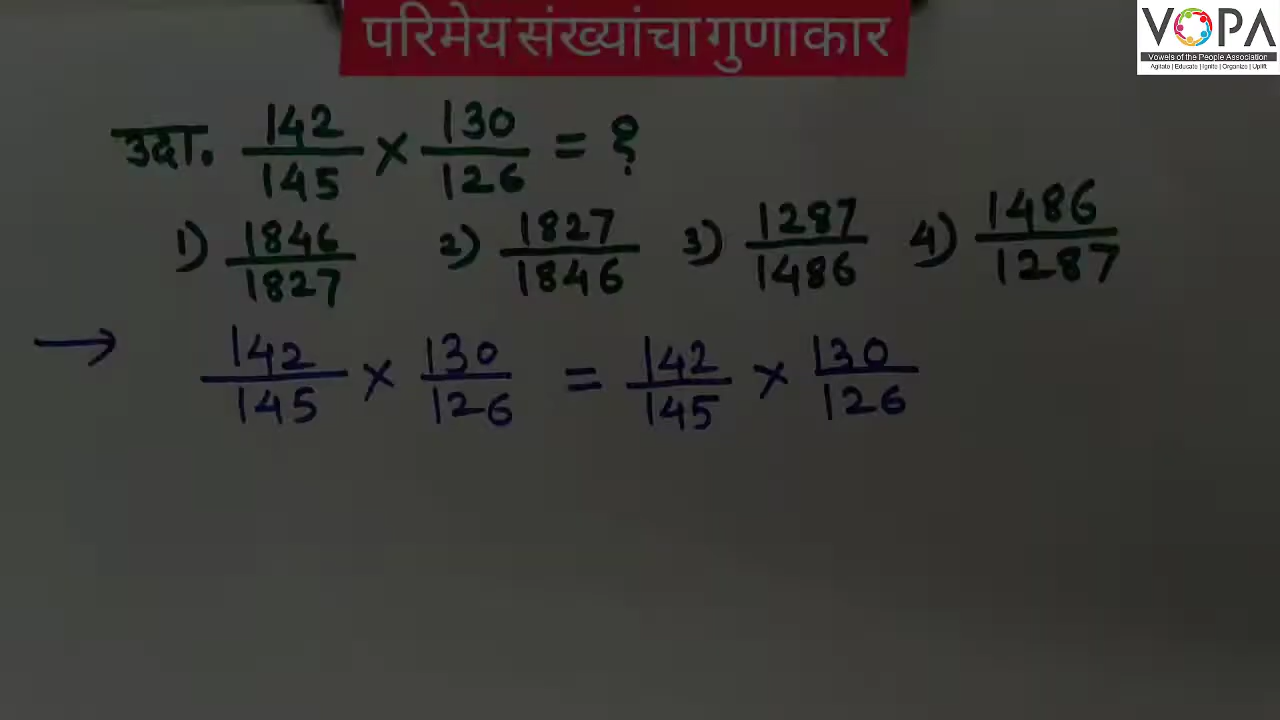 परिमेय संख्यांचा गुणाकार
VOPA
Vowels of the People Association
Agitate | Educate | Ignite | Organize | Uplift
उदा. 142/145 × 130/126 = ?
1) 1846/1827 2) 1827/1846 3) 1287/1486 4) 1486/1287
→ 142/145 × 130/126 = 142/145 × 130/126